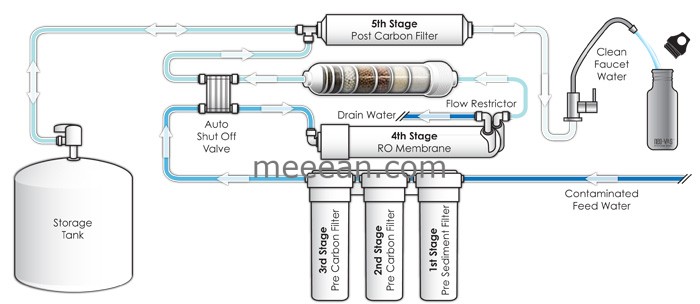 5th Stage
Post Carbon Filter
Clean
Faucet
Water
Flow Restrictor
Drain Water
Auto
Shut Off
Valve
4th Stage
RO Membrane
meeean.com
Contaminated
Feed Water
Storage
Tank
3rd Stage
Pre Carbon Filter
2nd Stage
Pre Carbon Filter
1st Stage
Pre Sediment Filter